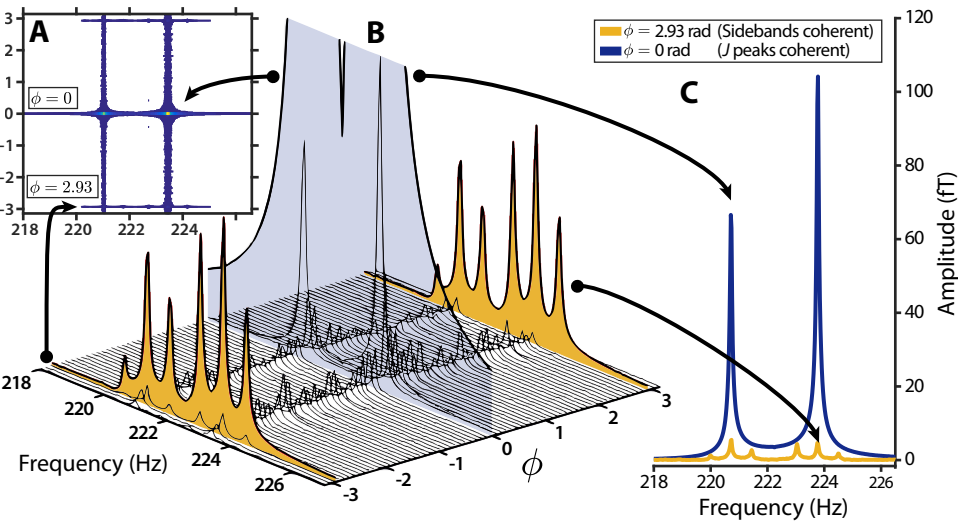 A
3
2
1
0
-1
-2
-3
ϕ = 0
ϕ = 2.93
218 220 222 224
B
218
220
222
224
226
Frequency (Hz)
-3
-2
-1
0
1
2
3
ϕ
ϕ = 2.93 rad (Sidebands coherent)
ϕ = 0 rad (J peaks coherent)
C
120
100
80
60
40
20
0
Amplitude (fT)
218 220 222 224 226
Frequency (Hz)